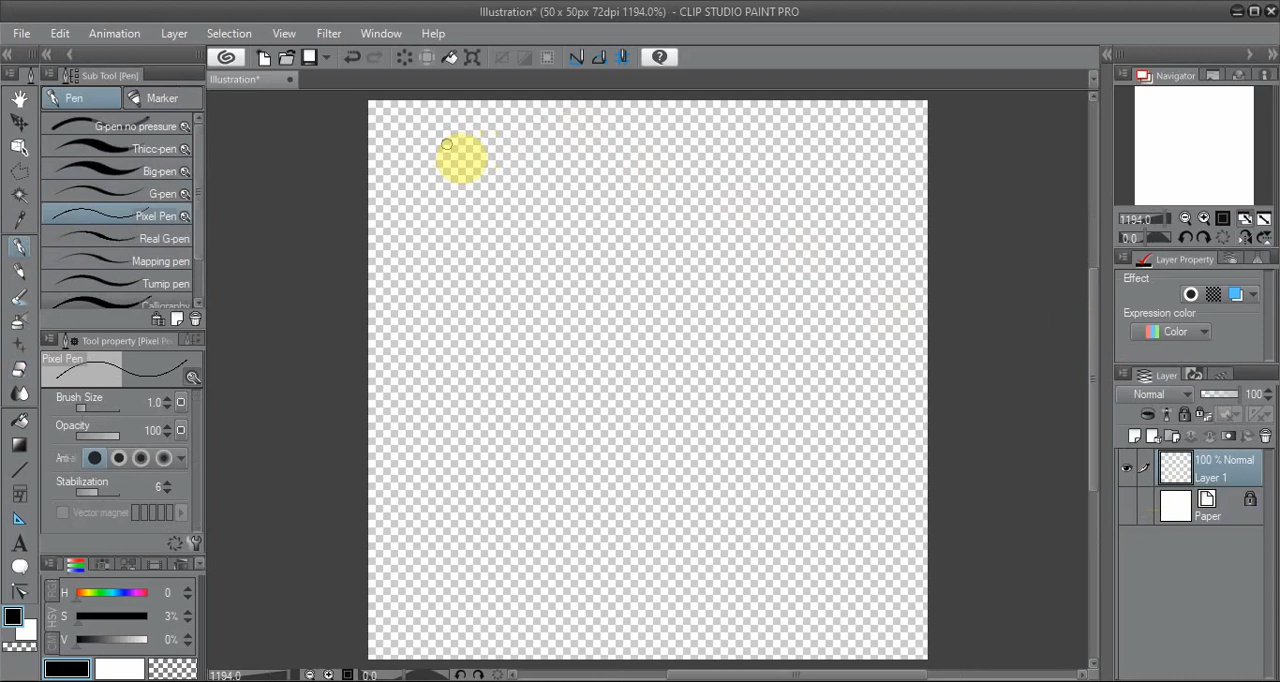 Illustration* (50 x 50px 72dpi 1194.0%) - CLIP STUDIO PAINT PRO
File Edit Animation Layer Selection View Filter Window Help
Sub Tool [Pen]
Illustration*
Navigator
Pen Marker
G-pen no pressure
Thicc-pen
Big-pen
G-pen
Pixel Pen
Real G-pen
Mapping pen
Turnip pen
Calligraphy
Tool property [Pixel Pe
Pixel Pen
Brush Size 1.0
Opacity 100
Anti-a
Stabilization 6
Vector magnet
H 0
S 3%
V 0%
HSV
1194.0 0.0
1194.0
0.0
Layer Property
Effect
Expression color
Color
Layer
Normal 100
100 % Normal
Layer 1
Paper